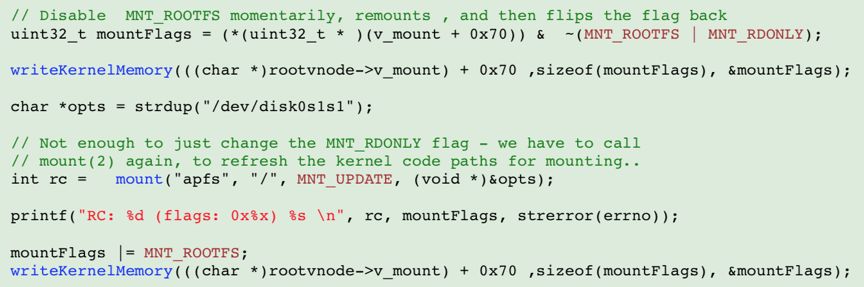 // Disable  MNT_ROOTFS momentarily, remounts , and then flips the flag back
uint32_t mountFlags = (*(uint32_t * )(v_mount + 0x70)) &  ~(MNT_ROOTFS | MNT_RDONLY);
writeKernelMemory(((char *)rootvnode->v_mount) + 0x70 ,sizeof(mountFlags), &mountFlags);
char *opts = strdup("/dev/disk0s1s1");
// Not enough to just change the MNT_RDONLY flag - we have to call
// mount(2) again, to refresh the kernel code paths for mounting..
int rc =   mount("apfs", "/", MNT_UPDATE, (void *)&opts);
printf("RC: %d (flags: 0x%x) %s \n", rc, mountFlags, strerror(errno));
mountFlags |= MNT_ROOTFS;
writeKernelMemory(((char *)rootvnode->v_mount) + 0x70 ,sizeof(mountFlags), &mountFlags);